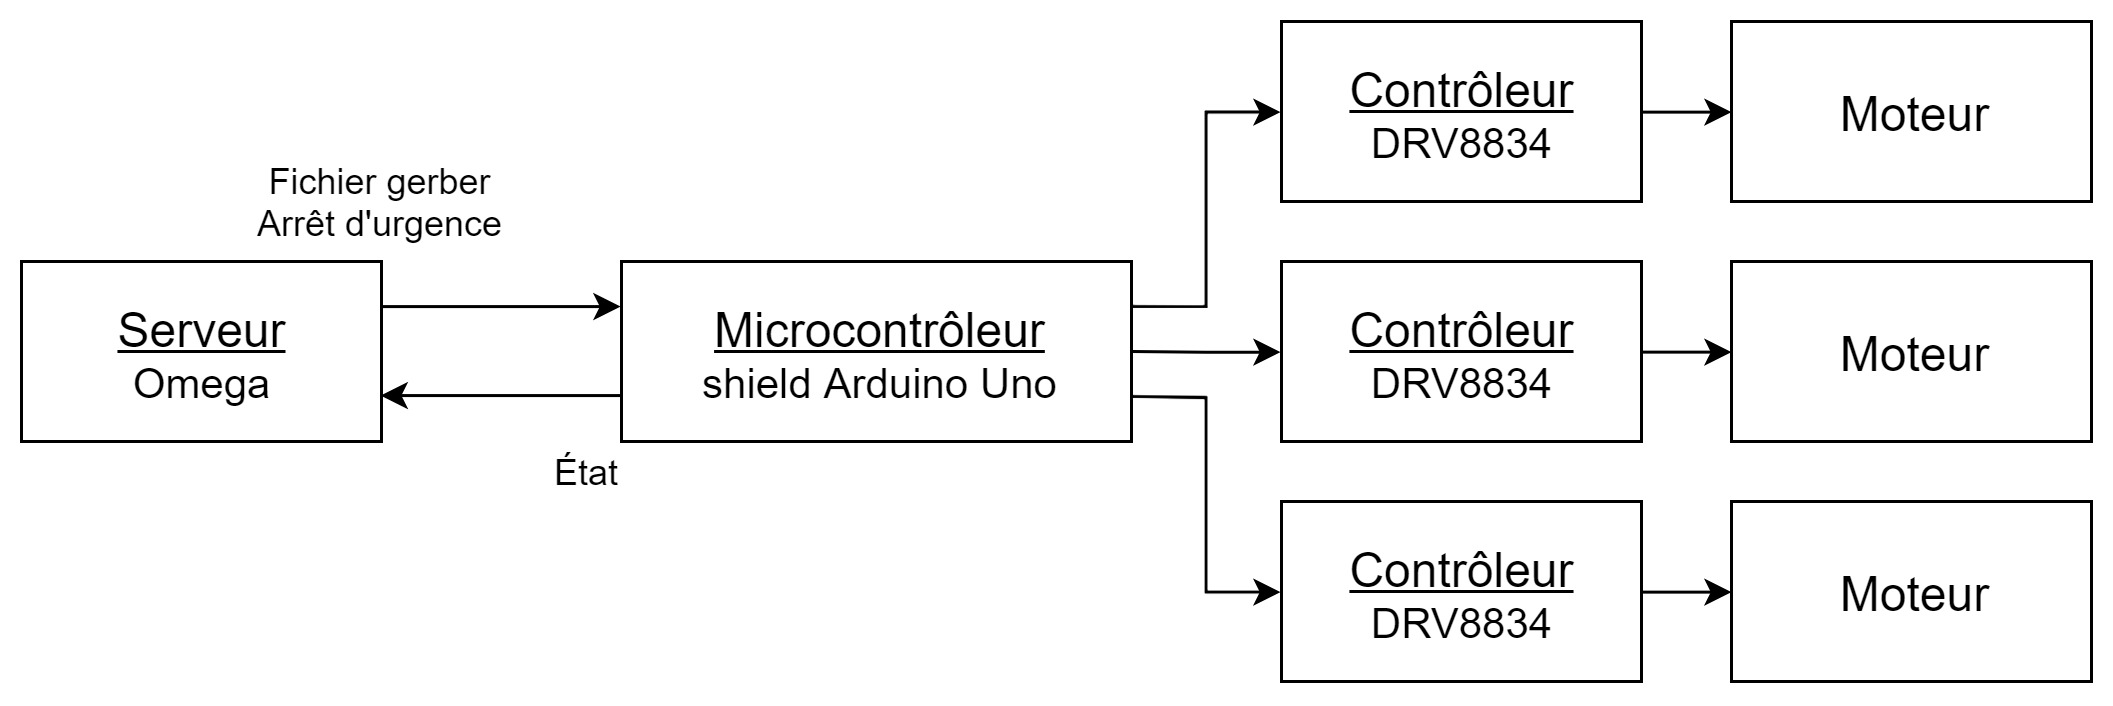 Fichier gerber
Arrêt d'urgence
Serveur
Omega
État
Microcontrôleur
shield Arduino Uno
Contrôleur
DRV8834
Moteur
Contrôleur
DRV8834
Moteur
Contrôleur
DRV8834
Moteur